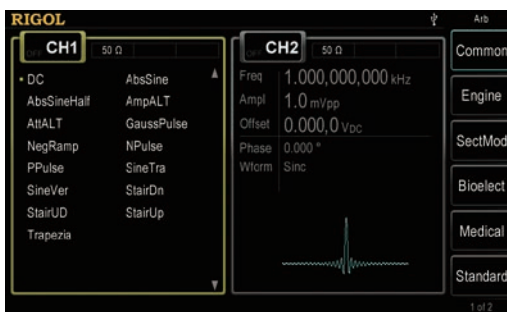 RIGOL Arb
OFF CH1 50 Ω
• DC AbsSine
AbsSineHalf AmpALT
AttALT GaussPulse
NegRamp NPulse
PPulse SineTra
SineVer StairDn
StairUD StairUp
Trapezia
OFF CH2 50 Ω
Freq 1.000,000,000 kHz
Ampl 1.0 mVpp
Offset 0.000,0 VDC
Phase 0.000 °
Wform Sinc
Common
Engine
SectMod
Bioelect
Medical
Standard
1 of 2